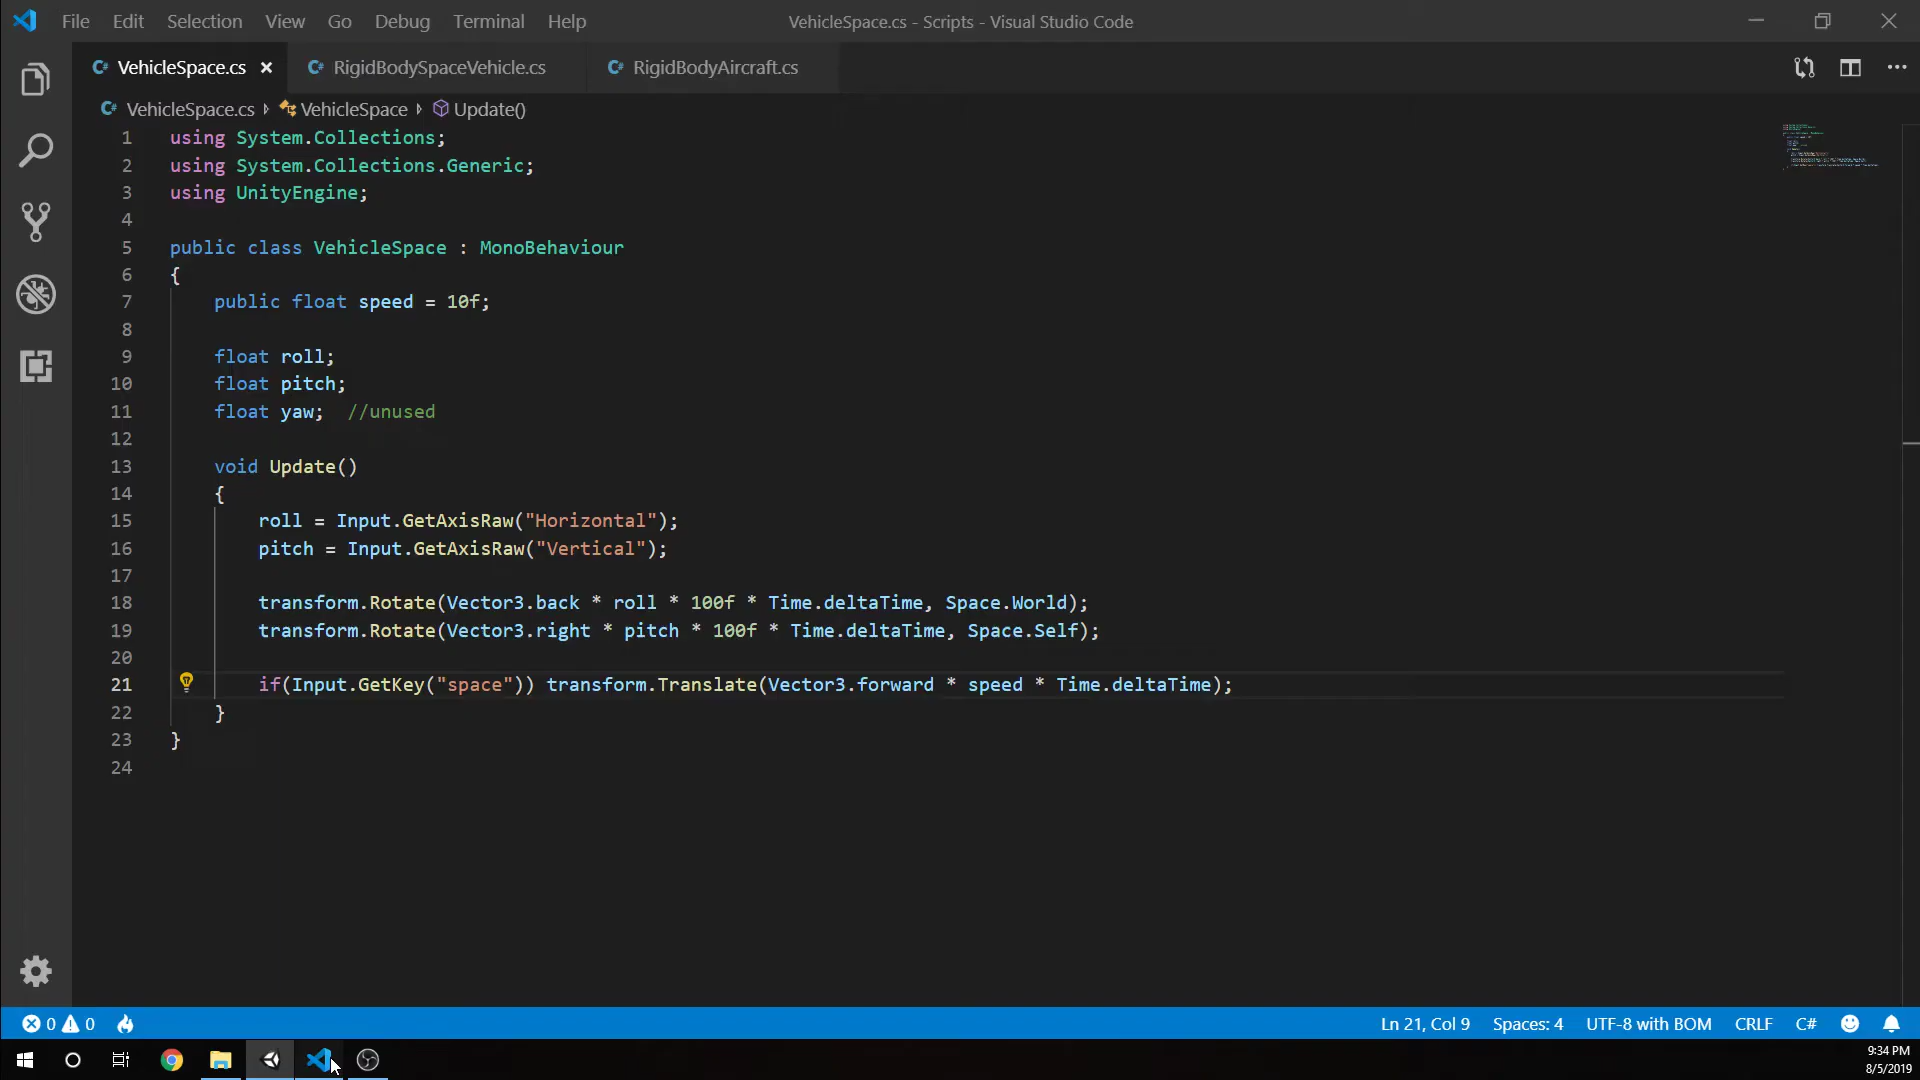 File Edit Selection View Go Debug Terminal Help VehicleSpace.cs - Scripts - Visual Studio Code
VehicleSpace.cs RigidBodySpaceVehicle.cs RigidBodyAircraft.cs
VehicleSpace.cs VehicleSpace Update()
1 using System.Collections;
2 using System.Collections.Generic;
3 using UnityEngine;
4
5 public class VehicleSpace : MonoBehaviour
6 {
7 public float speed = 10f;
8
9 float roll;
10 float pitch;
11 float yaw; //unused
12
13 void Update()
14 {
15 roll = Input.GetAxisRaw("Horizontal");
16 pitch = Input.GetAxisRaw("Vertical");
17
18 transform.Rotate(Vector3.back * roll * 100f * Time.deltaTime, Space.World);
19 transform.Rotate(Vector3.right * pitch * 100f * Time.deltaTime, Space.Self);
20
21 if(Input.GetKey("space")) transform.Translate(Vector3.forward * speed * Time.deltaTime);
22 }
23 }
24
0 0 Ln 21, Col 9 Spaces: 4 UTF-8 with BOM CRLF C#
9:34 PM
8/5/2019